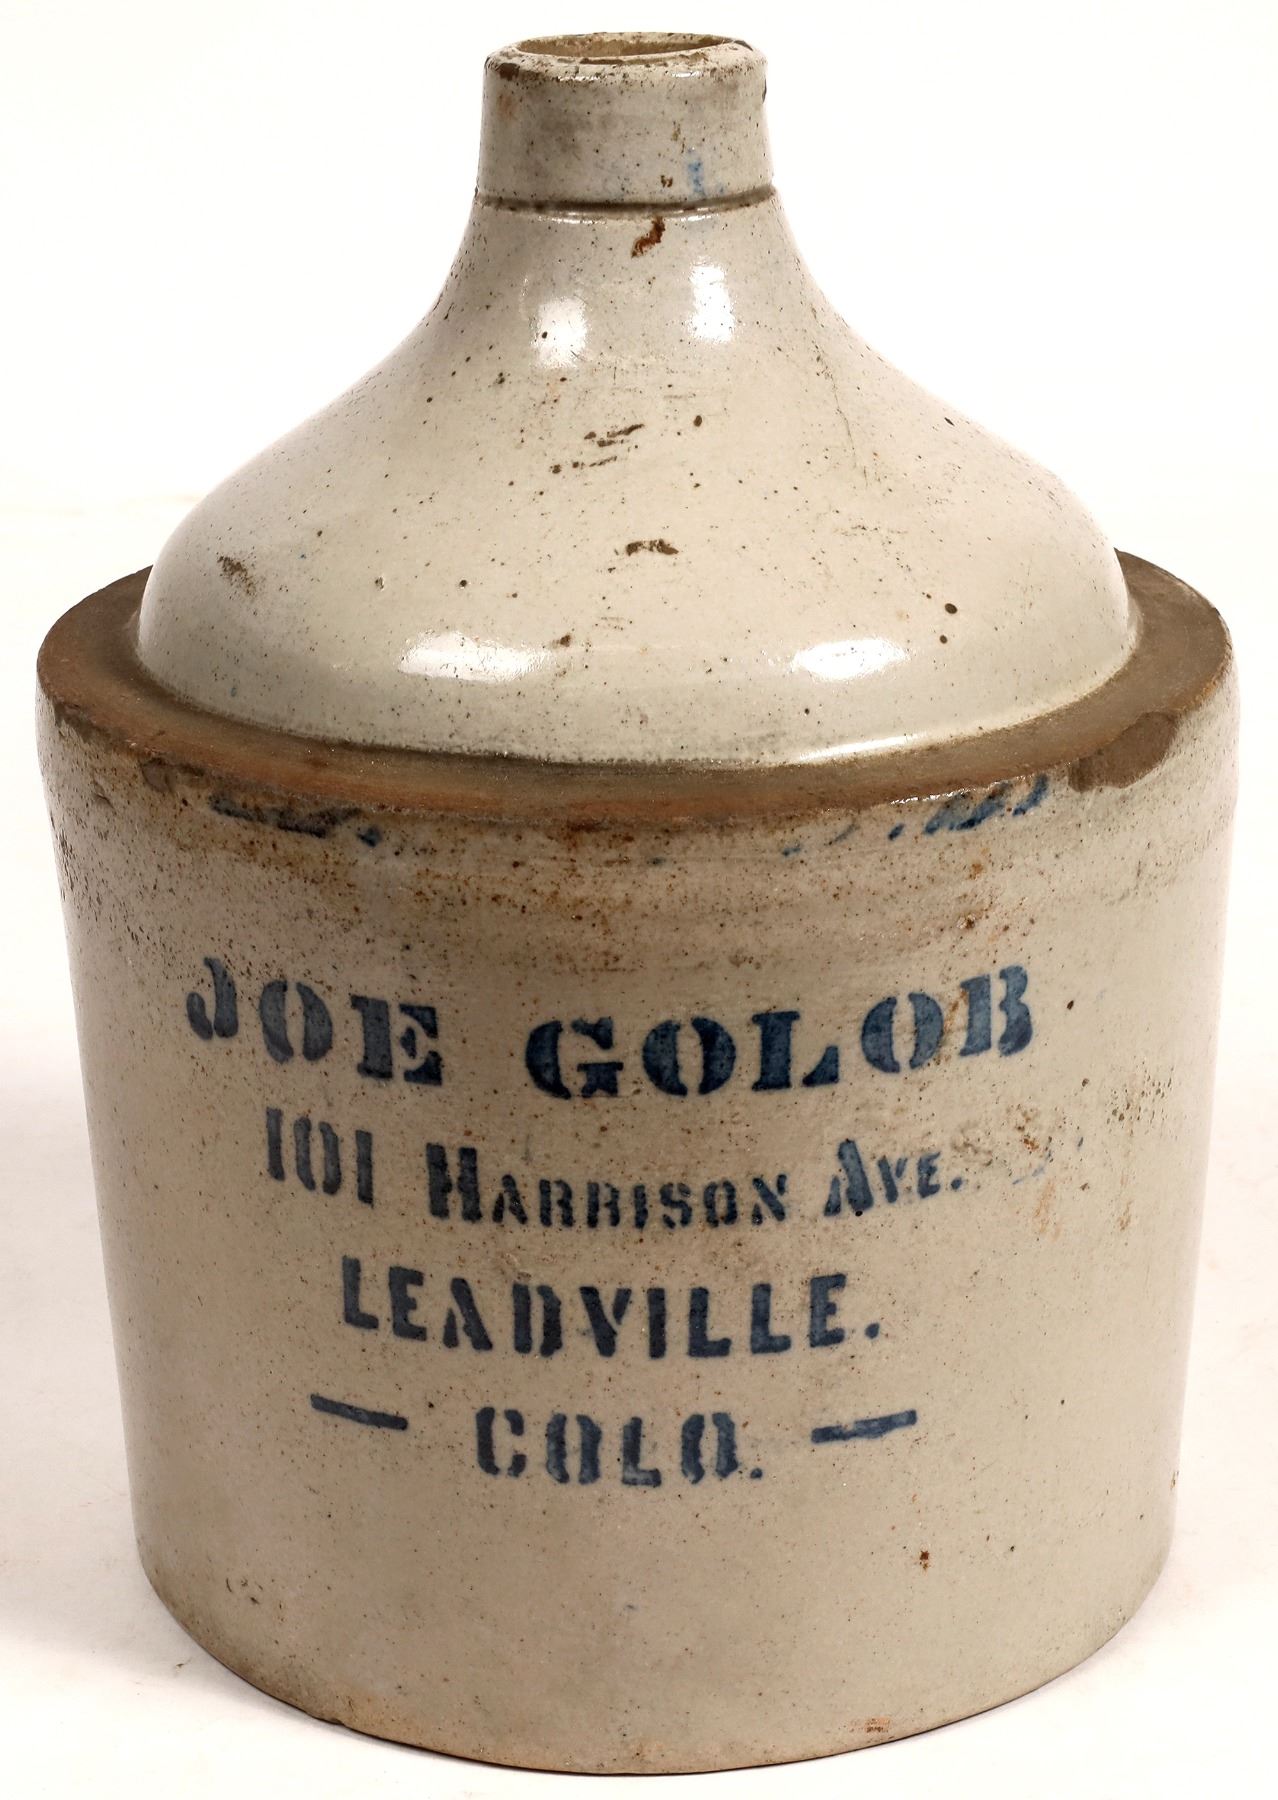 JOE GOLOB
101 HARRISON AVE.
LEADVILLE.
— COLO. —